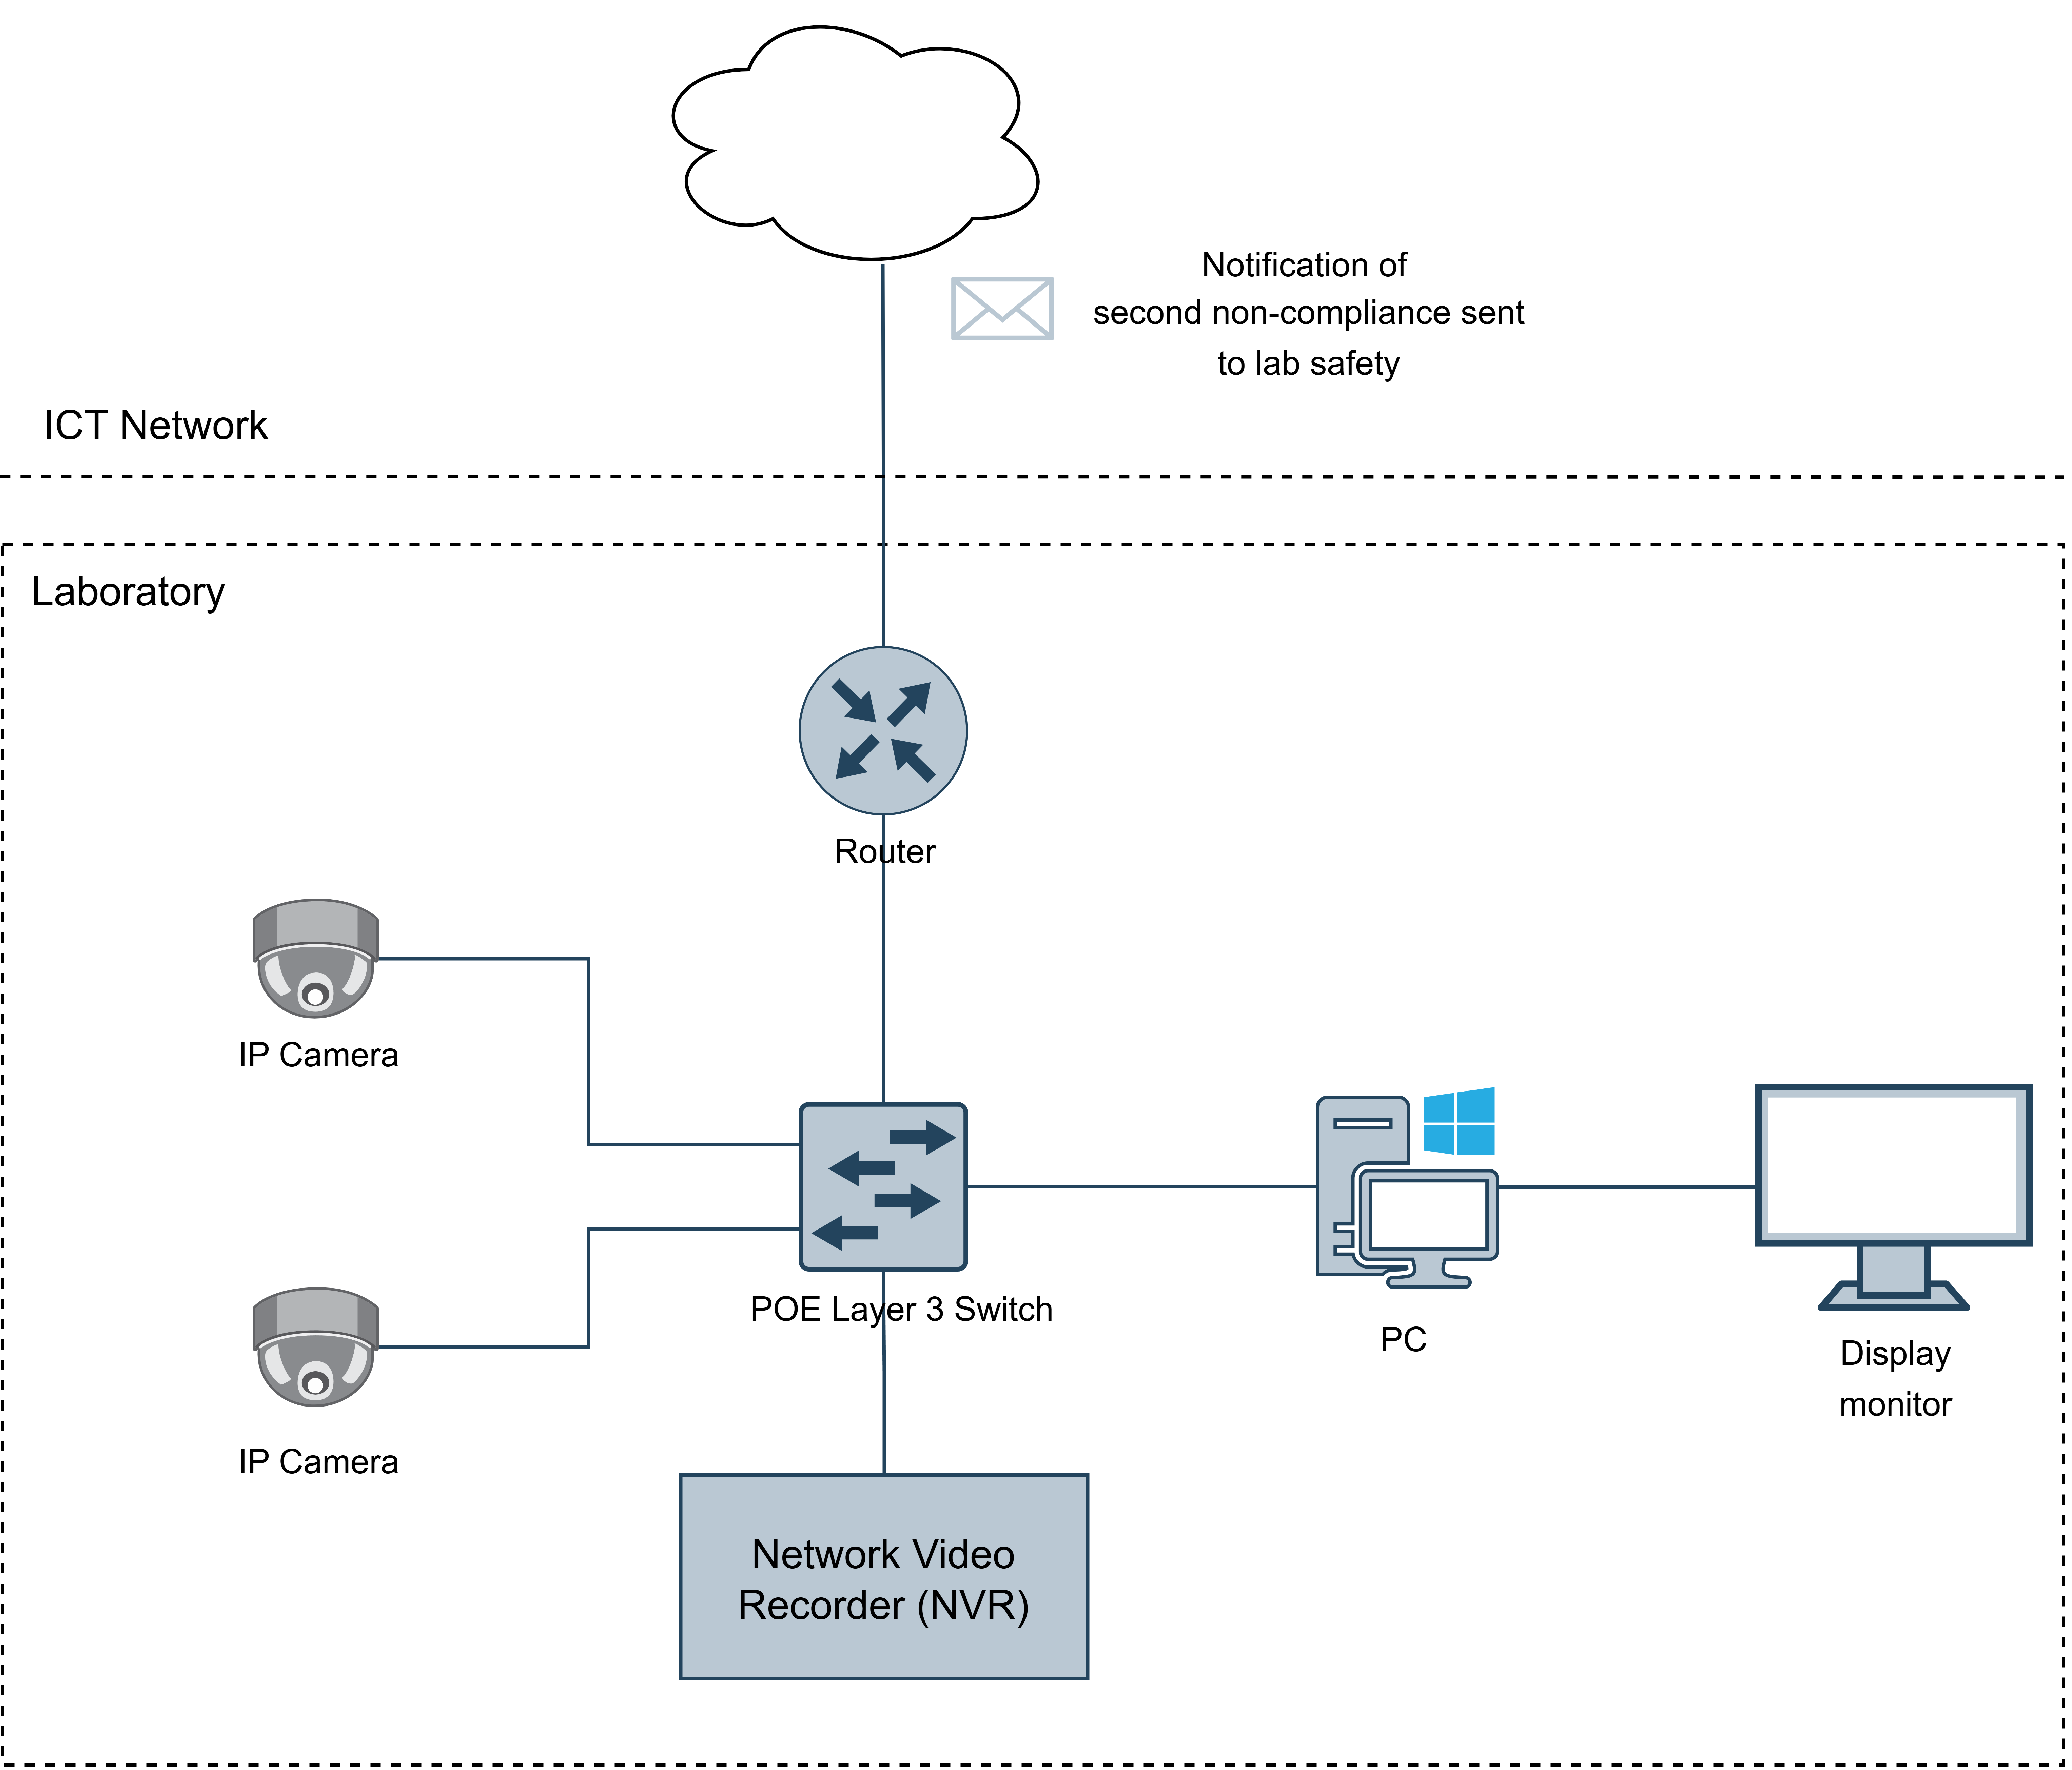 Notification of
second non-compliance sent
to lab safety
ICT Network
Laboratory
Router
IP Camera
POE Layer 3 Switch
PC
Display
monitor
IP Camera
Network Video
Recorder (NVR)